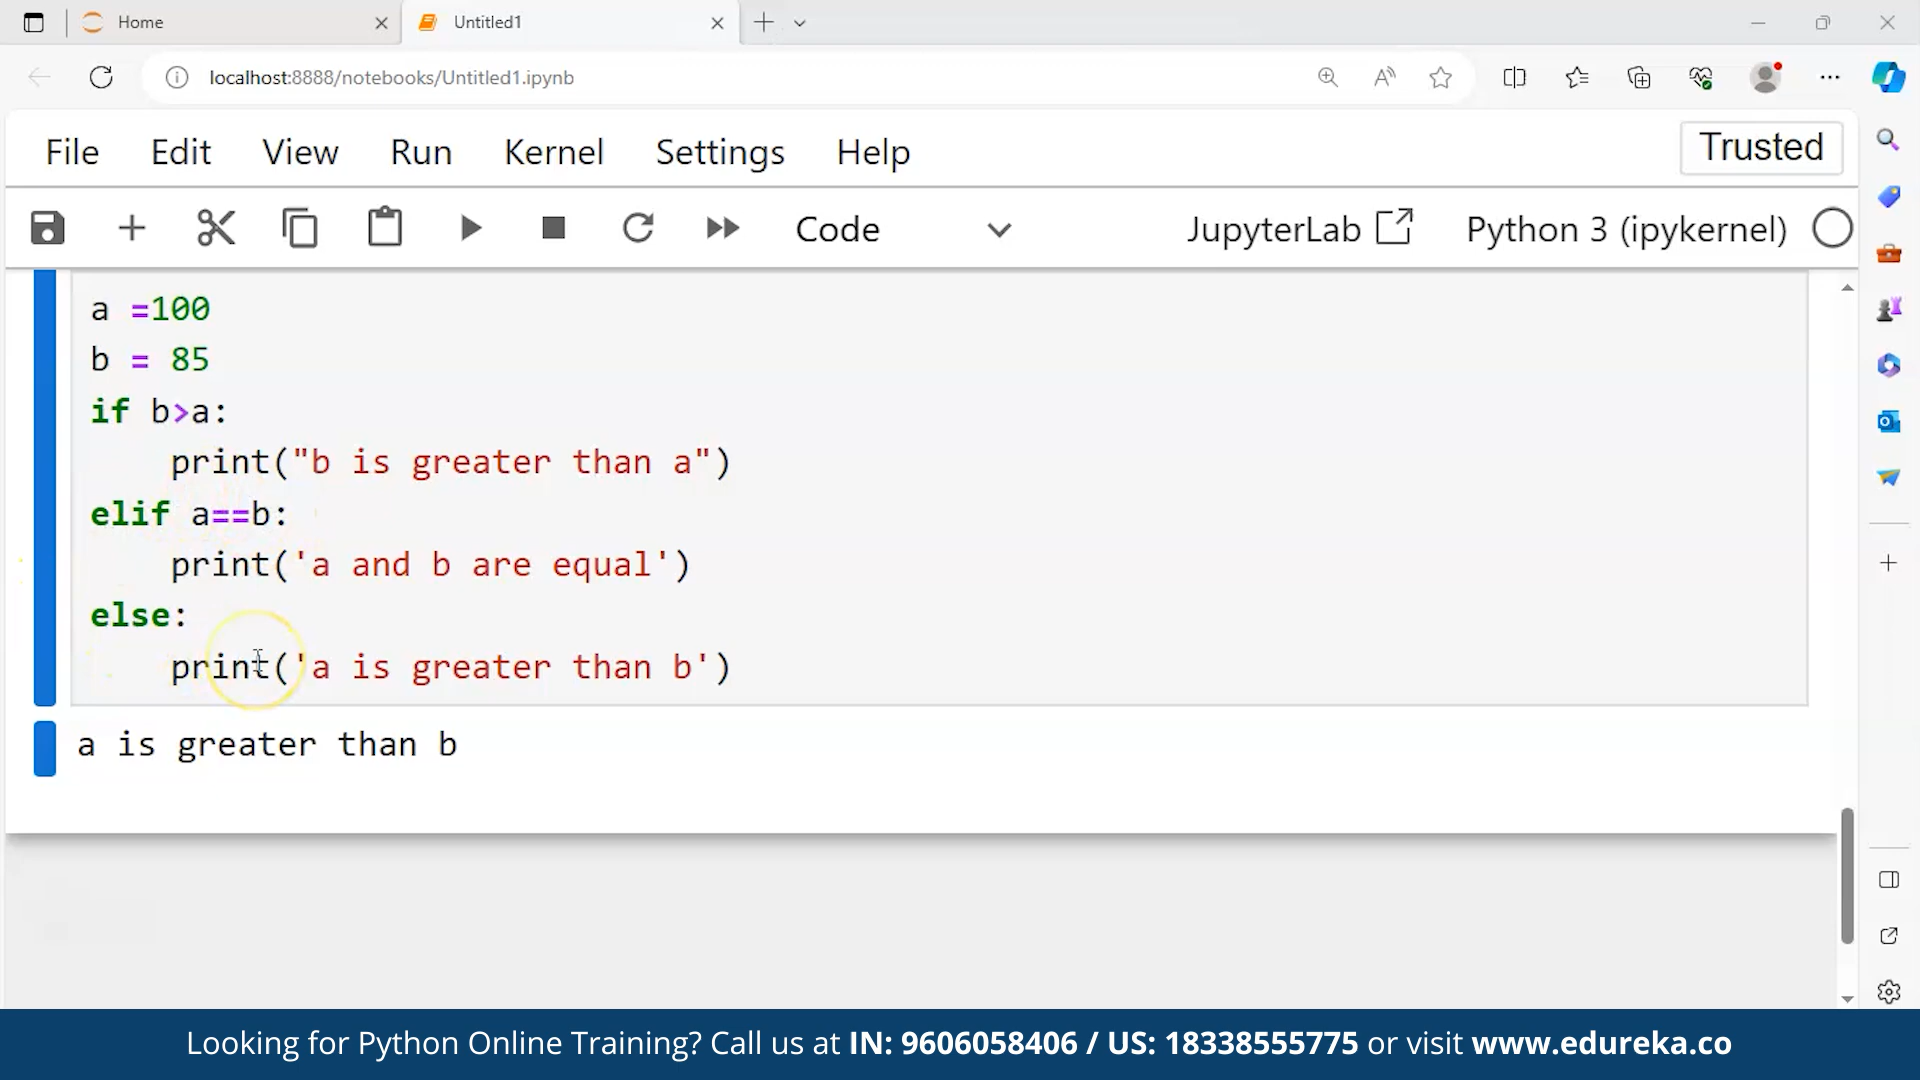 Home
Untitled1
localhost:8888/notebooks/Untitled1.ipynb
File Edit View Run Kernel Settings Help Trusted
Code JupyterLab Python 3 (ipykernel)
a =100
b = 85
if b>a:
    print("b is greater than a")
elif a==b:
    print('a and b are equal')
else:
    print('a is greater than b')
a is greater than b
Looking for Python Online Training? Call us at IN: 9606058406 / US: 18338555775 or visit www.edureka.co